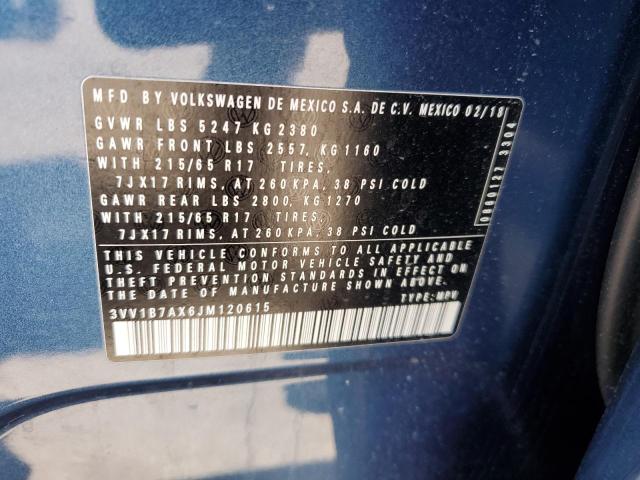 MFD BY VOLKSWAGEN DE MEXICO S.A. DE C.V. MEXICO 02/18
GVWR LBS 5247 KG 2380
GAWR FRONT LBS 2557, KG 1160
WITH 215/65 R17 TIRES,
7JX17 RIMS, AT 260 KPA, 38 PSI COLD
GAWR REAR LBS 2800, KG 1270
WITH 215/65 R17 TIRES,
7JX17 RIMS, AT 260 KPA, 38 PSI COLD
THIS VEHICLE CONFORMS TO ALL APPLICABLE
U.S. FEDERAL MOTOR VEHICLE SAFETY AND
THEFT PREVENTION STANDARDS IN EFFECT ON
THE DATE OF MANUFACTURE SHOWN ABOVE.
3VV1B7AX6JM120615 TYPE: MPV
3304